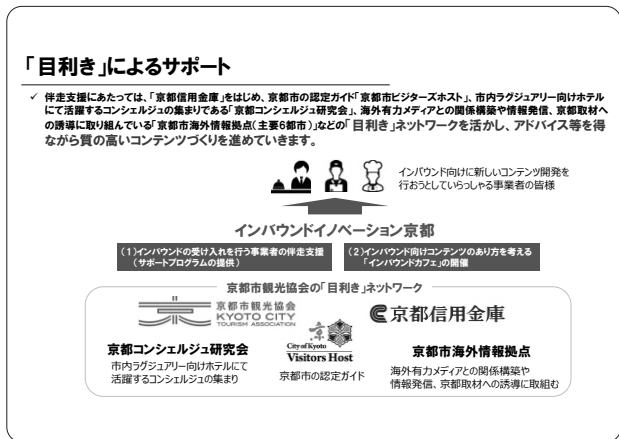 「目利き」によるサポート
✓ 伴走支援にあたっては、「京都信用金庫」をはじめ、京都市の認定ガイド「京都市ビジターズホスト」、市内ラグジュアリー向けホテル
にて活躍するコンシェルジュの集まりである「京都コンシェルジュ研究会」、海外有力メディアとの関係構築や情報発信、京都取材へ
の誘導に取り組んでいる「京都市海外情報拠点(主要6都市)」などの「目利き」ネットワークを活かし、アドバイス等を得
ながら質の高いコンテンツづくりを進めていきます。
インバウンド向けに新しいコンテンツ開発を
行おうとしていらっしゃる事業者の皆様
インバウンドイノベーション京都
(1)インバウンドの受け入れを行う事業者の伴走支援
(サポートプログラムの提供)
(2)インバウンド向けコンテンツのあり方を考える
「インバウンドカフェ」の開催
京都市観光協会の「目利き」ネットワーク
京都市観光協会
KYOTO CITY
TOURISM ASSOCIATION
京都信用金庫
京
City of Kyoto
Visitors Host
京都市の認定ガイド
京都コンシェルジュ研究会
市内ラグジュアリー向けホテルにて
活躍するコンシェルジュの集まり
京都市海外情報拠点
海外有力メディアとの関係構築や
情報発信、京都取材への誘導に取組む